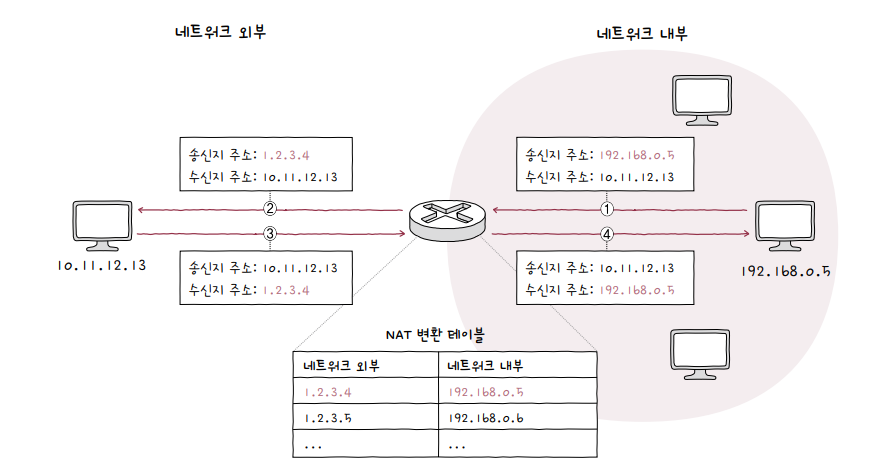 네트워크 외부
네트워크 내부
송신지 주소: 1.2.3.4
수신지 주소: 10.11.12.13
송신지 주소: 192.168.0.5
수신지 주소: 10.11.12.13
②
①
③
④
10.11.12.13
192.168.0.5
송신지 주소: 10.11.12.13
수신지 주소: 1.2.3.4
송신지 주소: 10.11.12.13
수신지 주소: 192.168.0.5
NAT 변환 테이블
네트워크 외부 네트워크 내부
1.2.3.4 192.168.0.5
1.2.3.5 192.168.0.6
... ...